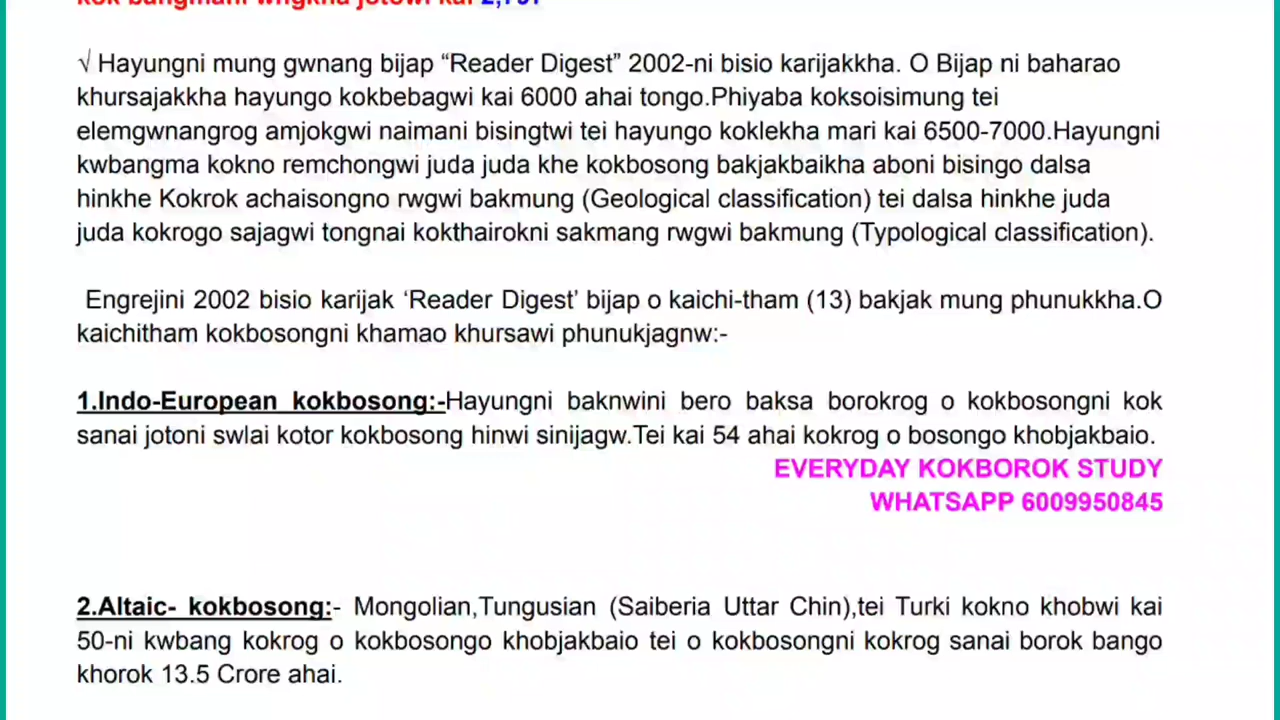 √ Hayungni mung gwnang bijap “Reader Digest” 2002-ni bisio karijakkha. O Bijap ni baharao
khursajakkha hayungo kokbebagwi kai 6000 ahai tongo.Phiyaba koksoisimung tei
elemgwnangrog amjokgwi naimani bisingtwi tei hayungo koklekha mari kai 6500-7000.Hayungni
kwbangma kokno remchongwi juda juda khe kokbosong bakjakbaikha aboni bisingo dalsa
hinkhe Kokrok achaisongno rwgwi bakmung (Geological classification) tei dalsa hinkhe juda
juda kokrogo sajagwi tongnai kokthairokni sakmang rwgwi bakmung (Typological classification).
Engrejini 2002 bisio karijak ‘Reader Digest’ bijap o kaichi-tham (13) bakjak mung phunukkha.O
kaichitham kokbosongni khamao khursawi phunukjagnw:-
1.Indo-European kokbosong:-Hayungni baknwini bero baksa borokrog o kokbosongni kok
sanai jotoni swlai kotor kokbosong hinwi sinijagw.Tei kai 54 ahai kokrog o bosongo khobjakbaio.
EVERYDAY KOKBOROK STUDY
WHATSAPP 6009950845
2.Altaic- kokbosong:- Mongolian,Tungusian (Saiberia Uttar Chin),tei Turki kokno khobwi kai
50-ni kwbang kokrog o kokbosongo khobjakbaio tei o kokbosongni kokrog sanai borok bango
khorok 13.5 Crore ahai.